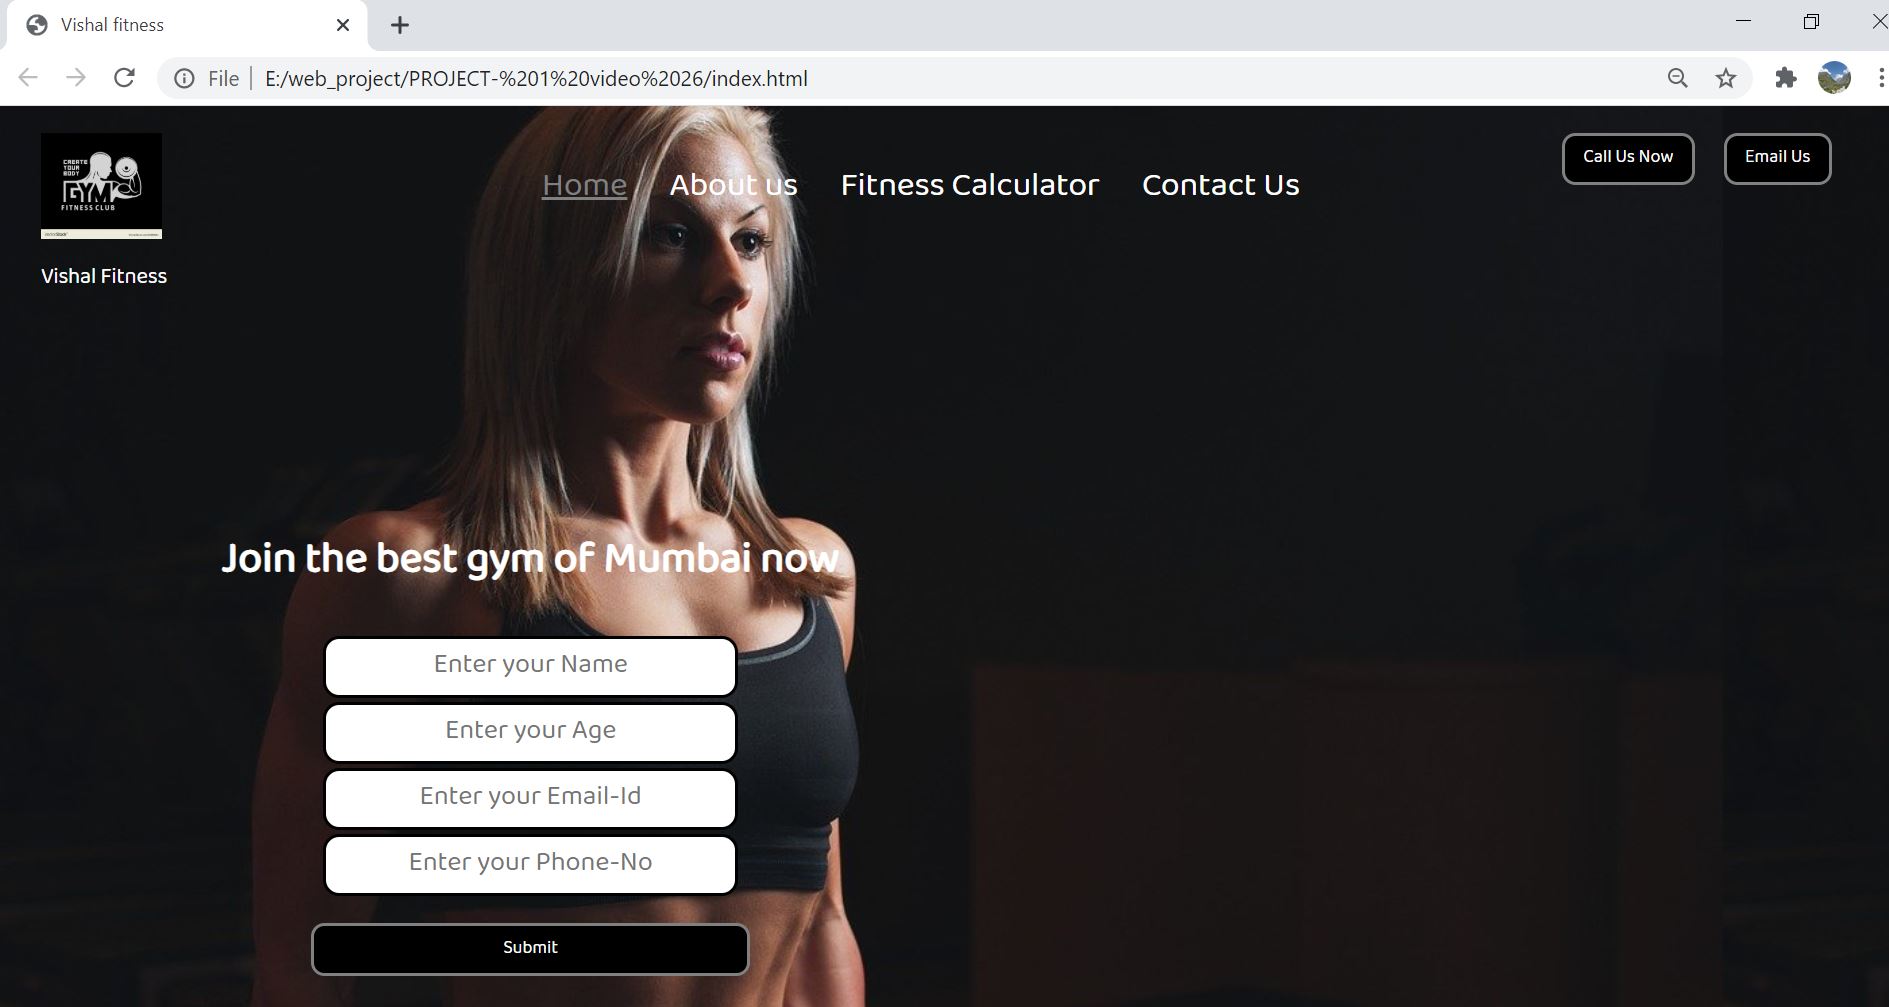 Vishal fitness
File E:/web_project/PROJECT-%201%20video%2026/index.html
CREATE
YOUR
BODY
GYM
FITNESS CLUB
Vishal Fitness
Home About us Fitness Calculator Contact Us
Call Us Now Email Us
Join the best gym of Mumbai now
Enter your Name
Enter your Age
Enter your Email-Id
Enter your Phone-No
Submit